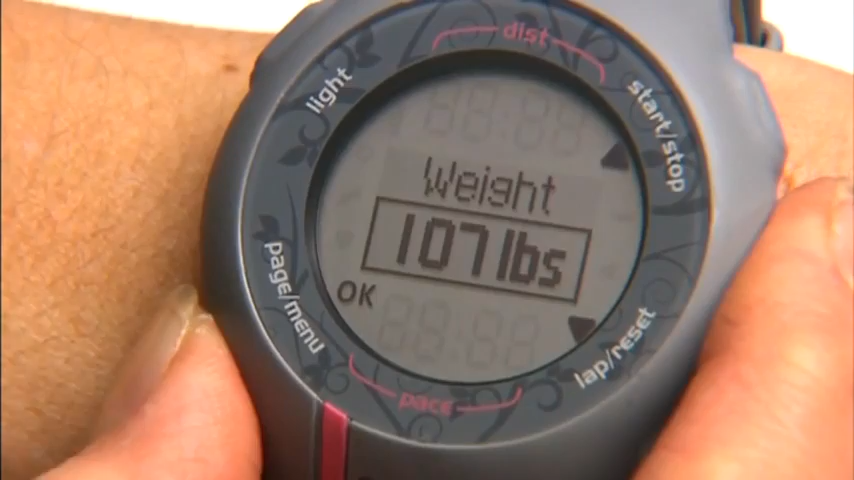 dist
light
start/stop
Weight
107 lbs
OK
page/menu
lap/reset
pace